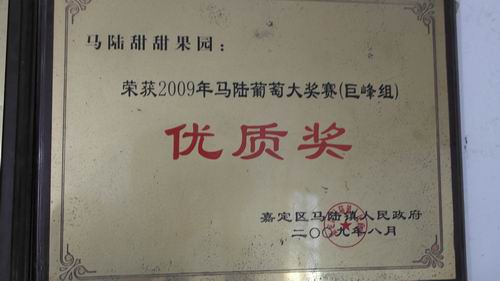 马陆甜甜果园：
荣获2009年马陆葡萄大奖赛(巨峰组)
优质奖
嘉定区马陆镇人民政府
二〇〇九年八月